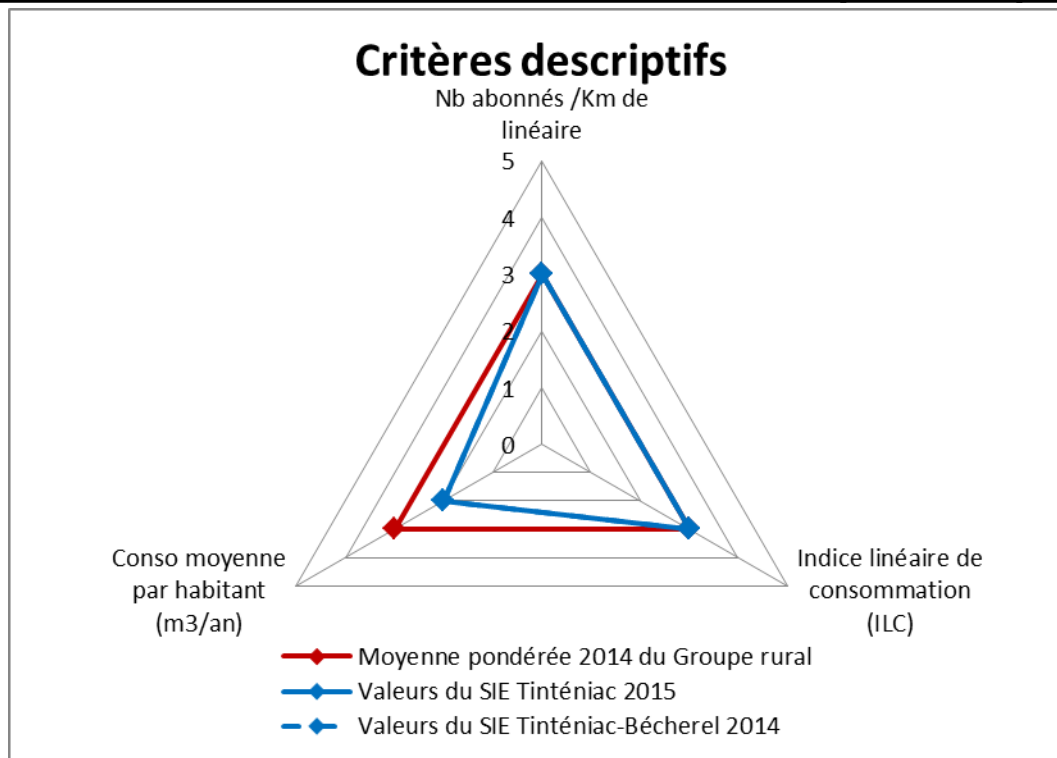 Critères descriptifs
Nb abonnés /Km de
linéaire
5
4
3
2
1
0
Conso moyenne
par habitant
(m3/an)
Indice linéaire de
consommation
(ILC)
Moyenne pondérée 2014 du Groupe rural
Valeurs du SIE Tinténiac 2015
Valeurs du SIE Tinténiac-Bécherel 2014